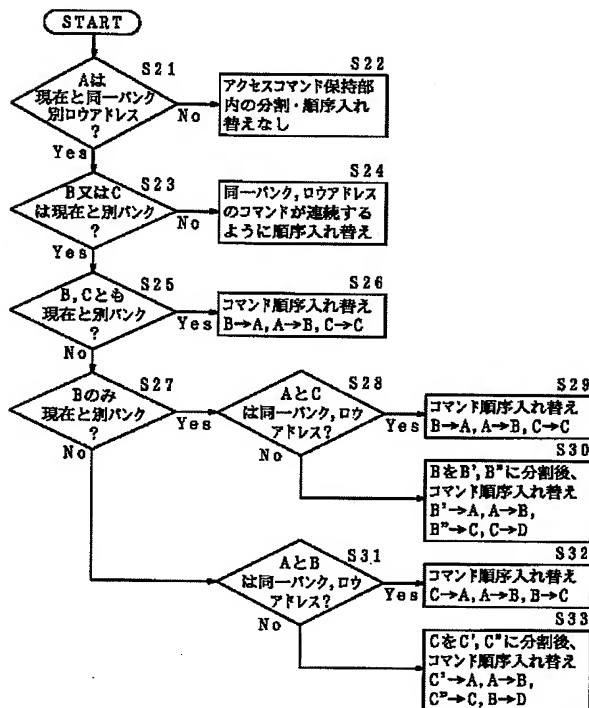 START
S21
Aは
現在と同一バンク
別ロウアドレス
?
Yes
No
S22
アクセスコマンド保持部
内の分割・順序入れ
替えなし
S23
B又はC
は現在と別バンク
?
Yes
No
S24
同一バンク,ロウアドレス
のコマンドが連続する
ように順序入れ替え
S25
B,Cとも
現在と別バンク
?
No
Yes
S26
コマンド順序入れ替え
B→A,A→B,C→C
S27
Bのみ
現在と別バンク
?
No
Yes
S28
AとC
は同一バンク,ロウ
アドレス?
No
Yes
S29
コマンド順序入れ替え
B→A,A→B,C→C
S30
BをB',B"に分割後、
コマンド順序入れ替え
B'→A,A→B,
B"→C,C→D
S31
AとB
は同一バンク,ロウ
アドレス?
No
Yes
S32
コマンド順序入れ替え
C→A,A→B,B→C
S33
CをC',C"に分割後、
コマンド順序入れ替え
C'→A,A→B,
C"→C,B→D